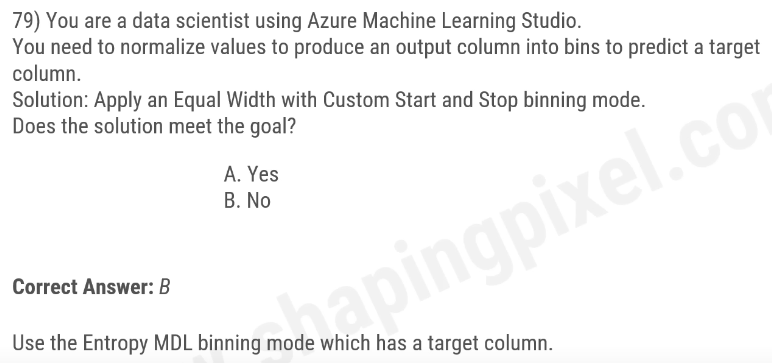 79) You are a data scientist using Azure Machine Learning Studio.
You need to normalize values to produce an output column into bins to predict a target
column.
Solution: Apply an Equal Width with Custom Start and Stop binning mode.
Does the solution meet the goal?
A. Yes
B. No
Correct Answer: B
Use the Entropy MDL binning mode which has a target column.
shapingpixel.com